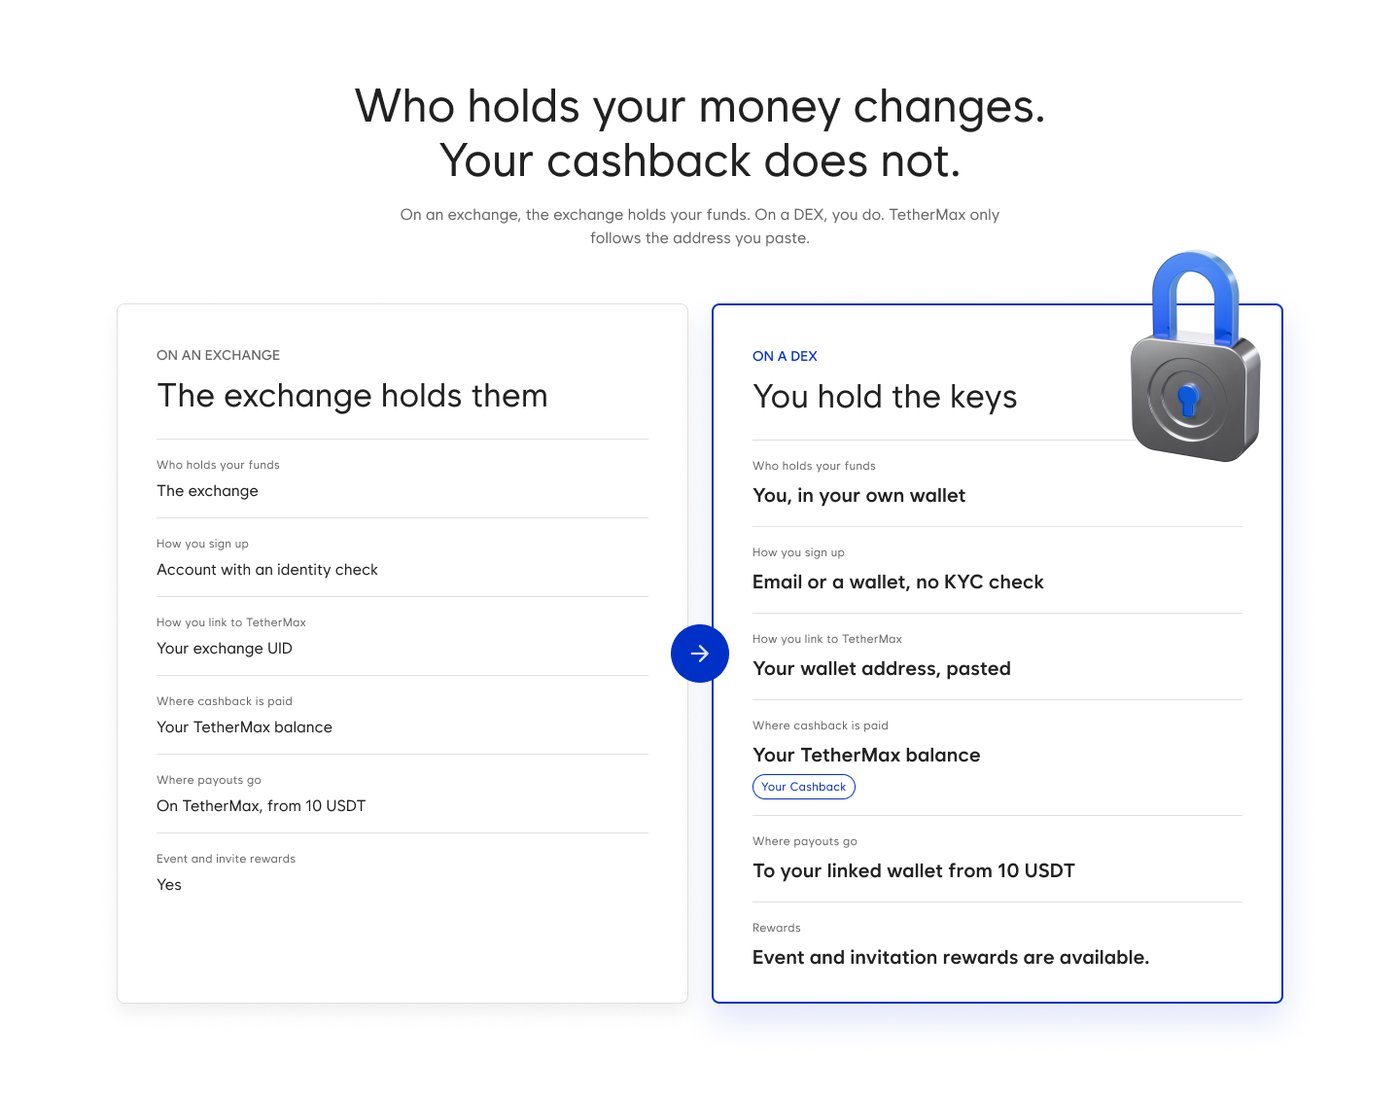 Who holds your money changes.
Your cashback does not.
On an exchange, the exchange holds your funds. On a DEX, you do. TetherMax only
follows the address you paste.
ON AN EXCHANGE
The exchange holds them
Who holds your funds
The exchange
How you sign up
Account with an identity check
How you link to TetherMax
Your exchange UID
Where cashback is paid
Your TetherMax balance
Where payouts go
On TetherMax, from 10 USDT
Event and invite rewards
Yes
ON A DEX
You hold the keys
Who holds your funds
You, in your own wallet
How you sign up
Email or a wallet, no KYC check
How you link to TetherMax
Your wallet address, pasted
Where cashback is paid
Your TetherMax balance
Your Cashback
Where payouts go
To your linked wallet from 10 USDT
Rewards
Event and invitation rewards are available.